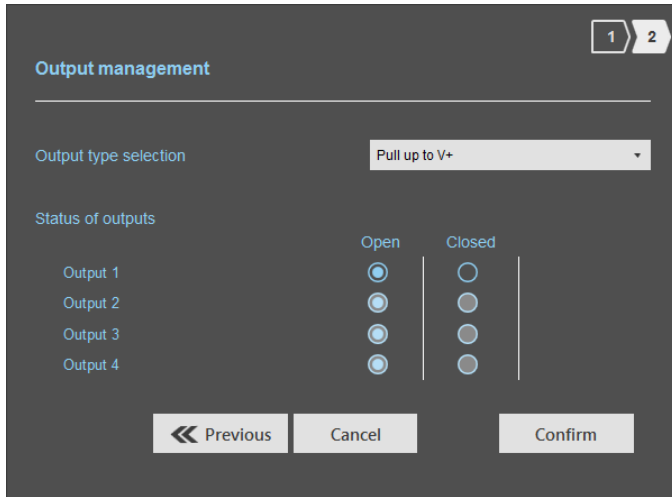 1 2
Output management
Output type selection Pull up to V+
Status of outputs
Open Closed
Output 1
Output 2
Output 3
Output 4
Previous Cancel Confirm